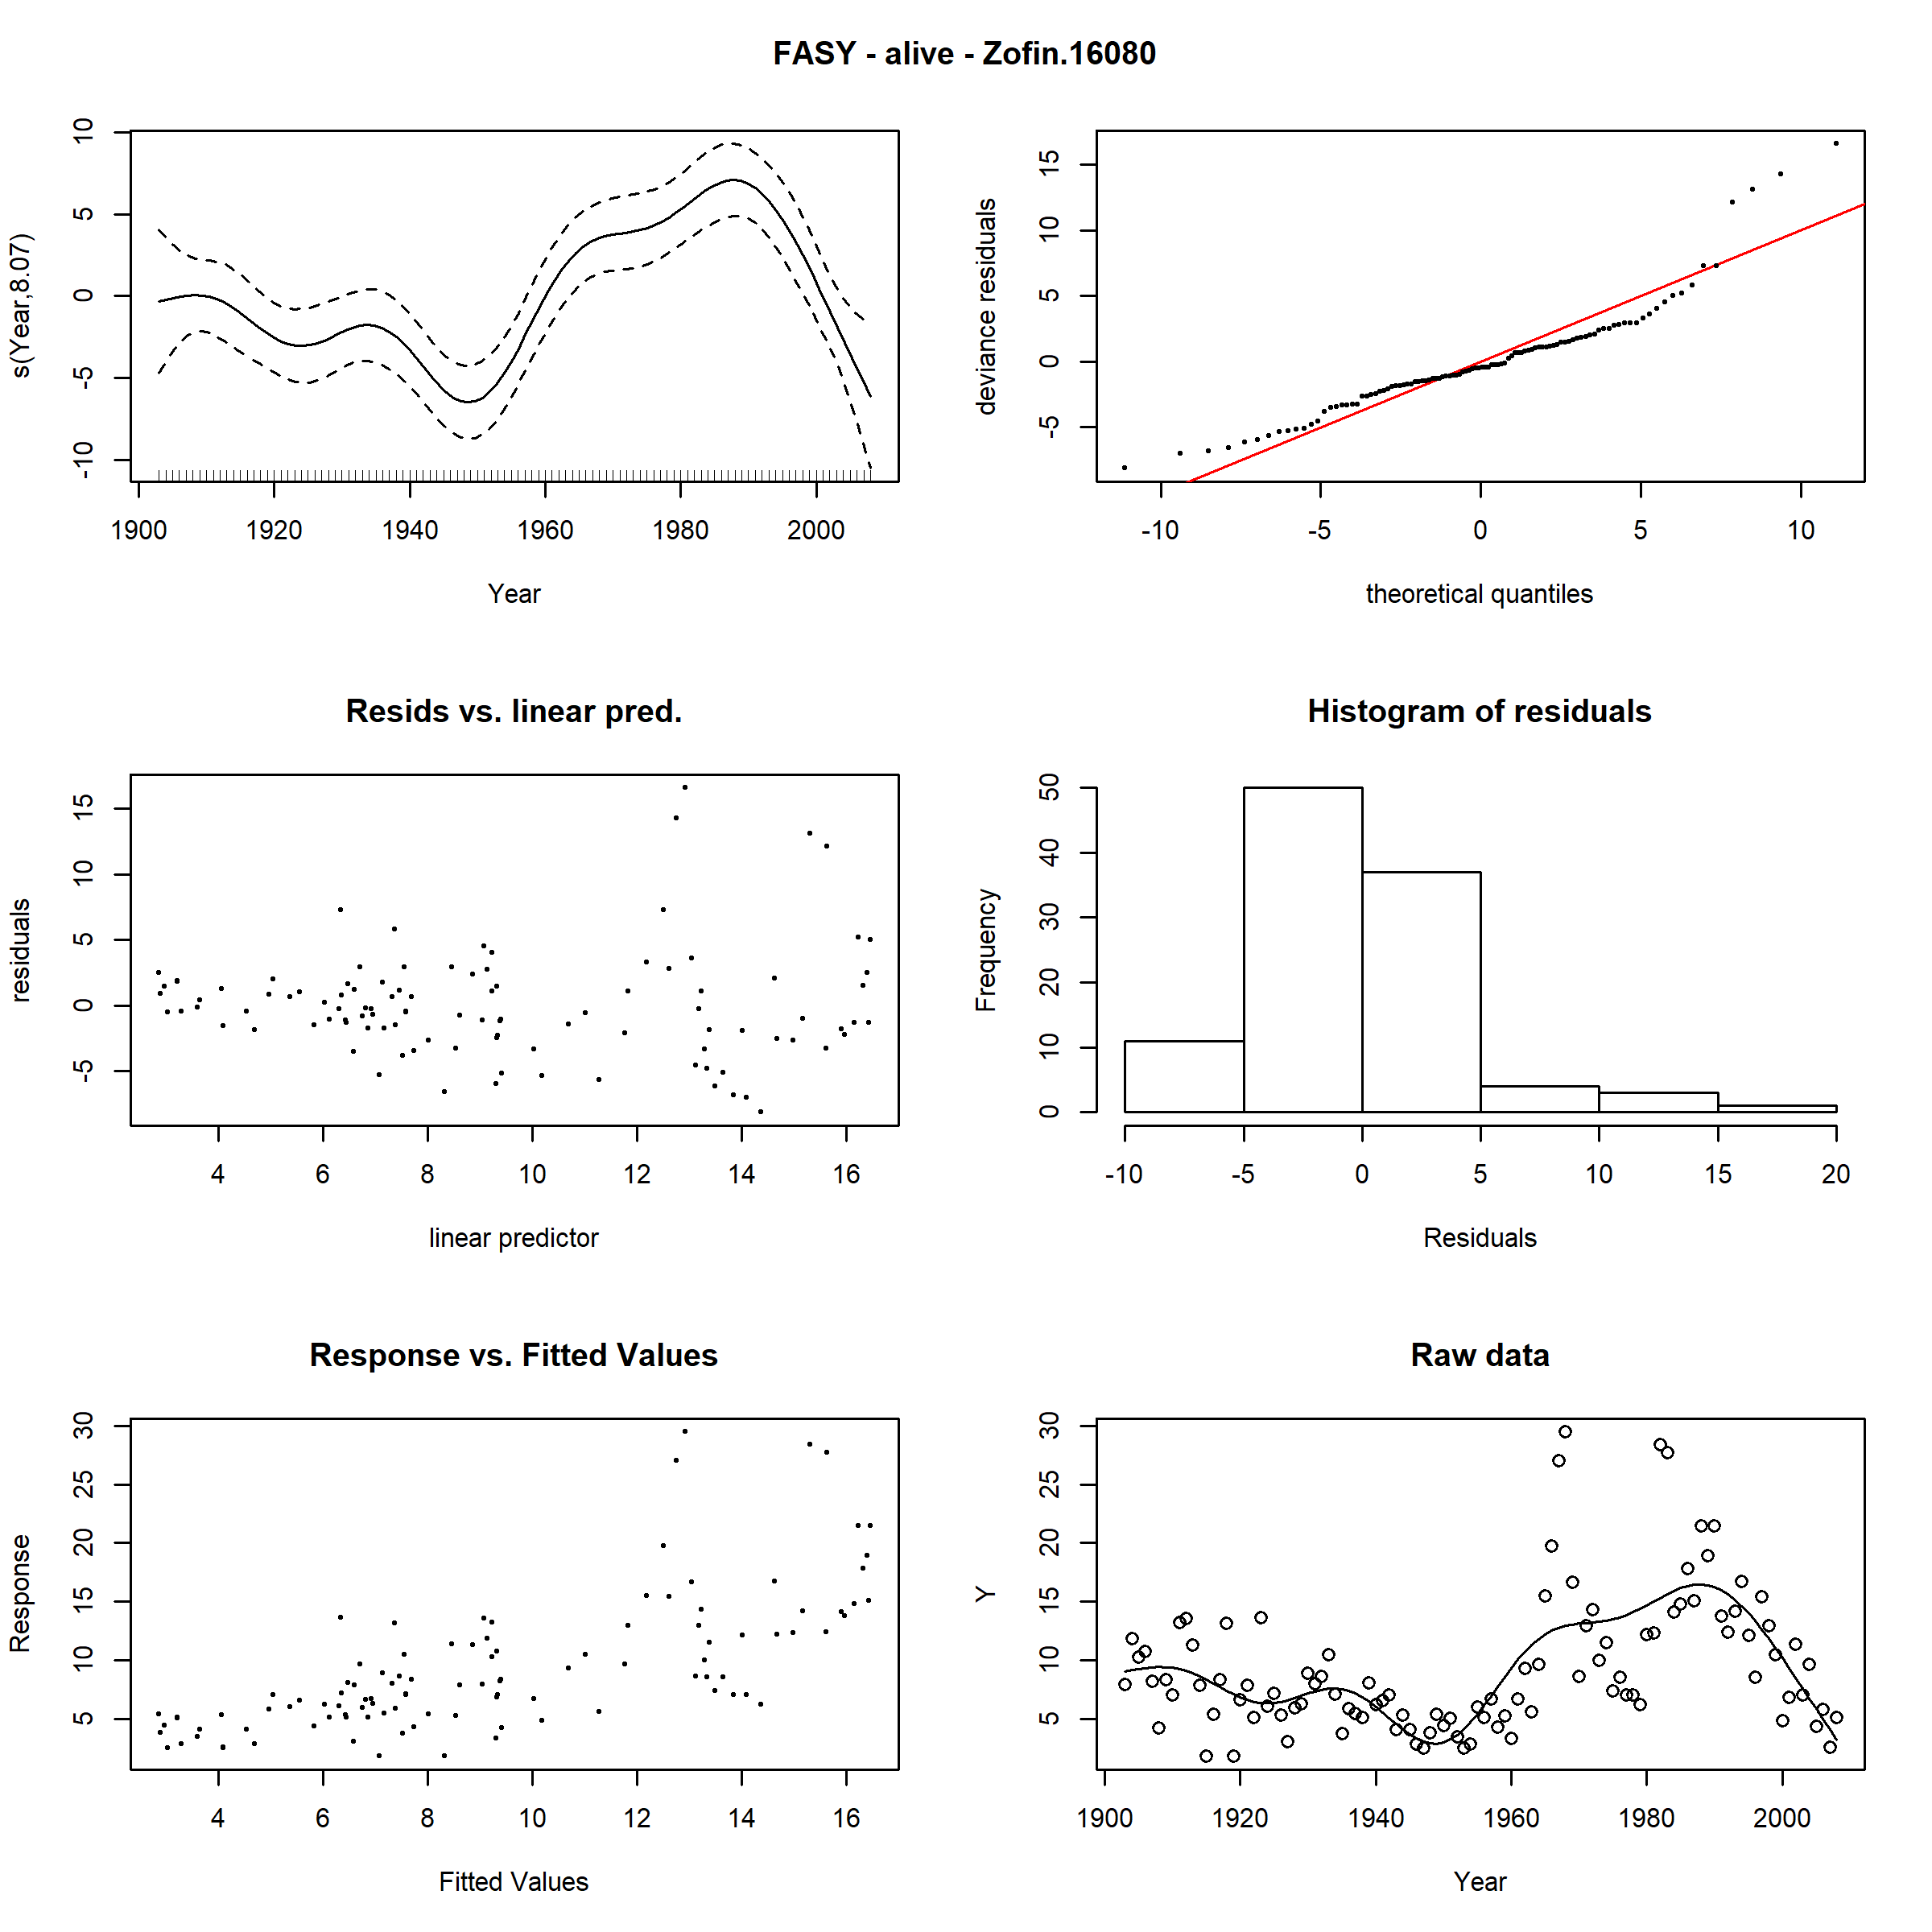 FASY - alive - Zofin.16080
s(Year,8.07)
10
5
0
-5
-10
1900 1920 1940 1960 1980 2000
Year
deviance residuals
15
10
5
0
-5
-10 -5 0 5 10
theoretical quantiles
Resids vs. linear pred.
residuals
15
10
5
0
-5
4 6 8 10 12 14 16
linear predictor
Histogram of residuals
Frequency
50
40
30
20
10
0
-10 -5 0 5 10 15 20
Residuals
Response vs. Fitted Values
Response
30
25
20
15
10
5
4 6 8 10 12 14 16
Fitted Values
Raw data
Y
30
25
20
15
10
5
1900 1920 1940 1960 1980 2000
Year